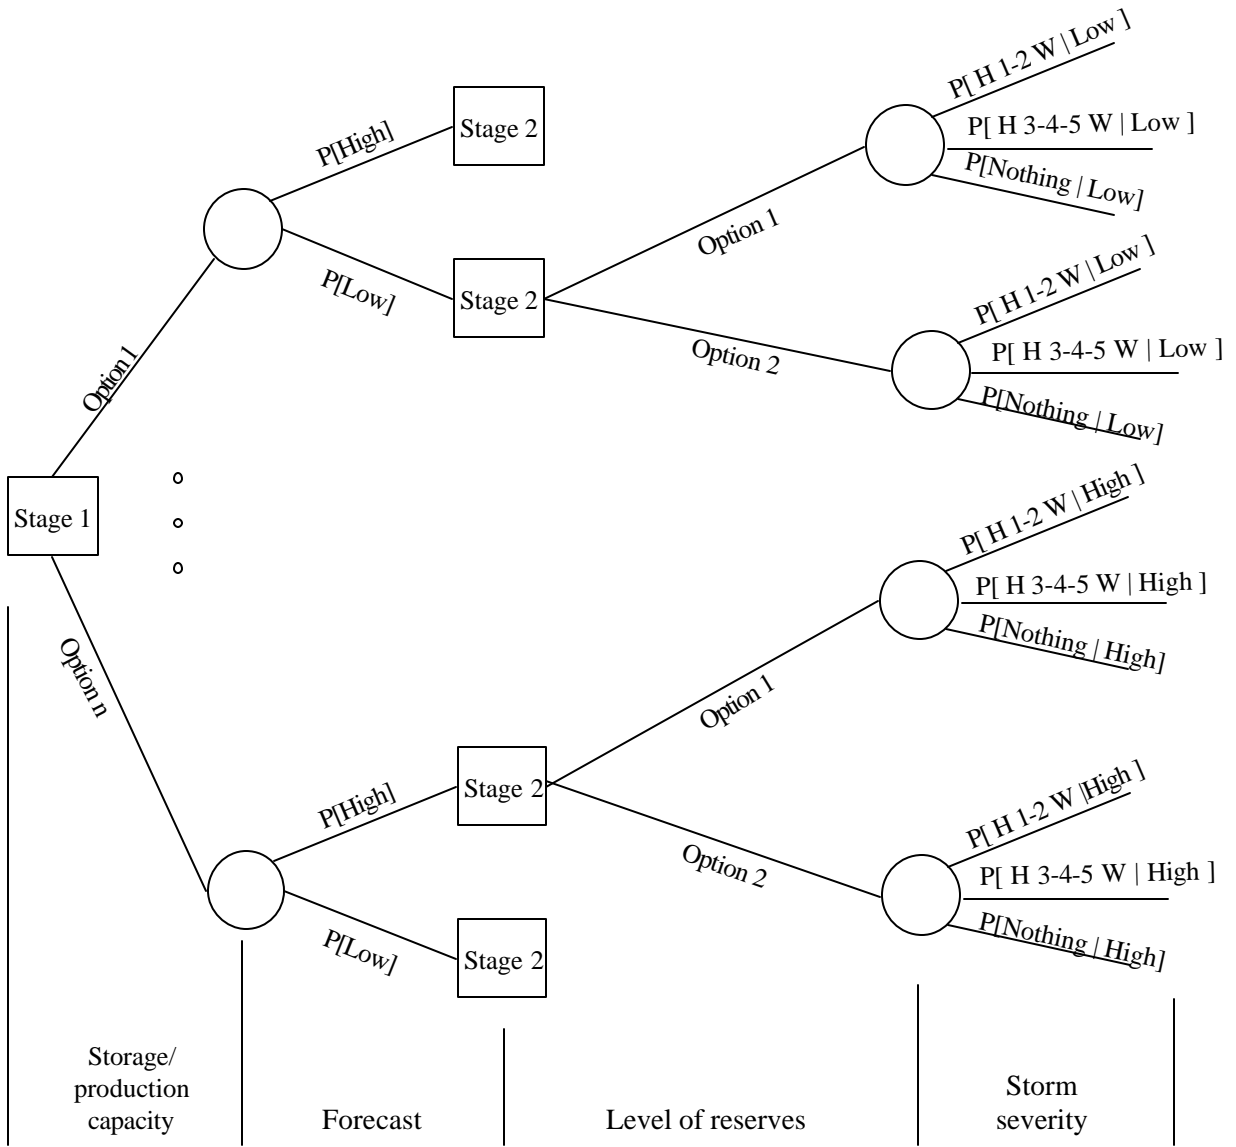 P[ H 1-2 W | Low ]
P[ H 3-4-5 W | Low ]
P[Nothing | Low]
P[High]
Stage 2
Option 1
P[Low]
Stage 2
P[ H 1-2 W | Low ]
P[ H 3-4-5 W | Low ]
P[Nothing | Low]
Option 2
Option 1
Stage 1
P[ H 1-2 W | High ]
P[ H 3-4-5 W | High ]
P[Nothing | High]
Option n
Option 1
P[High]
Stage 2
P[ H 1-2 W |High ]
P[ H 3-4-5 W | High ]
P[Nothing | High]
Option 2
P[Low]
Stage 2
Storage/
production
capacity
Forecast
Level of reserves
Storm
severity